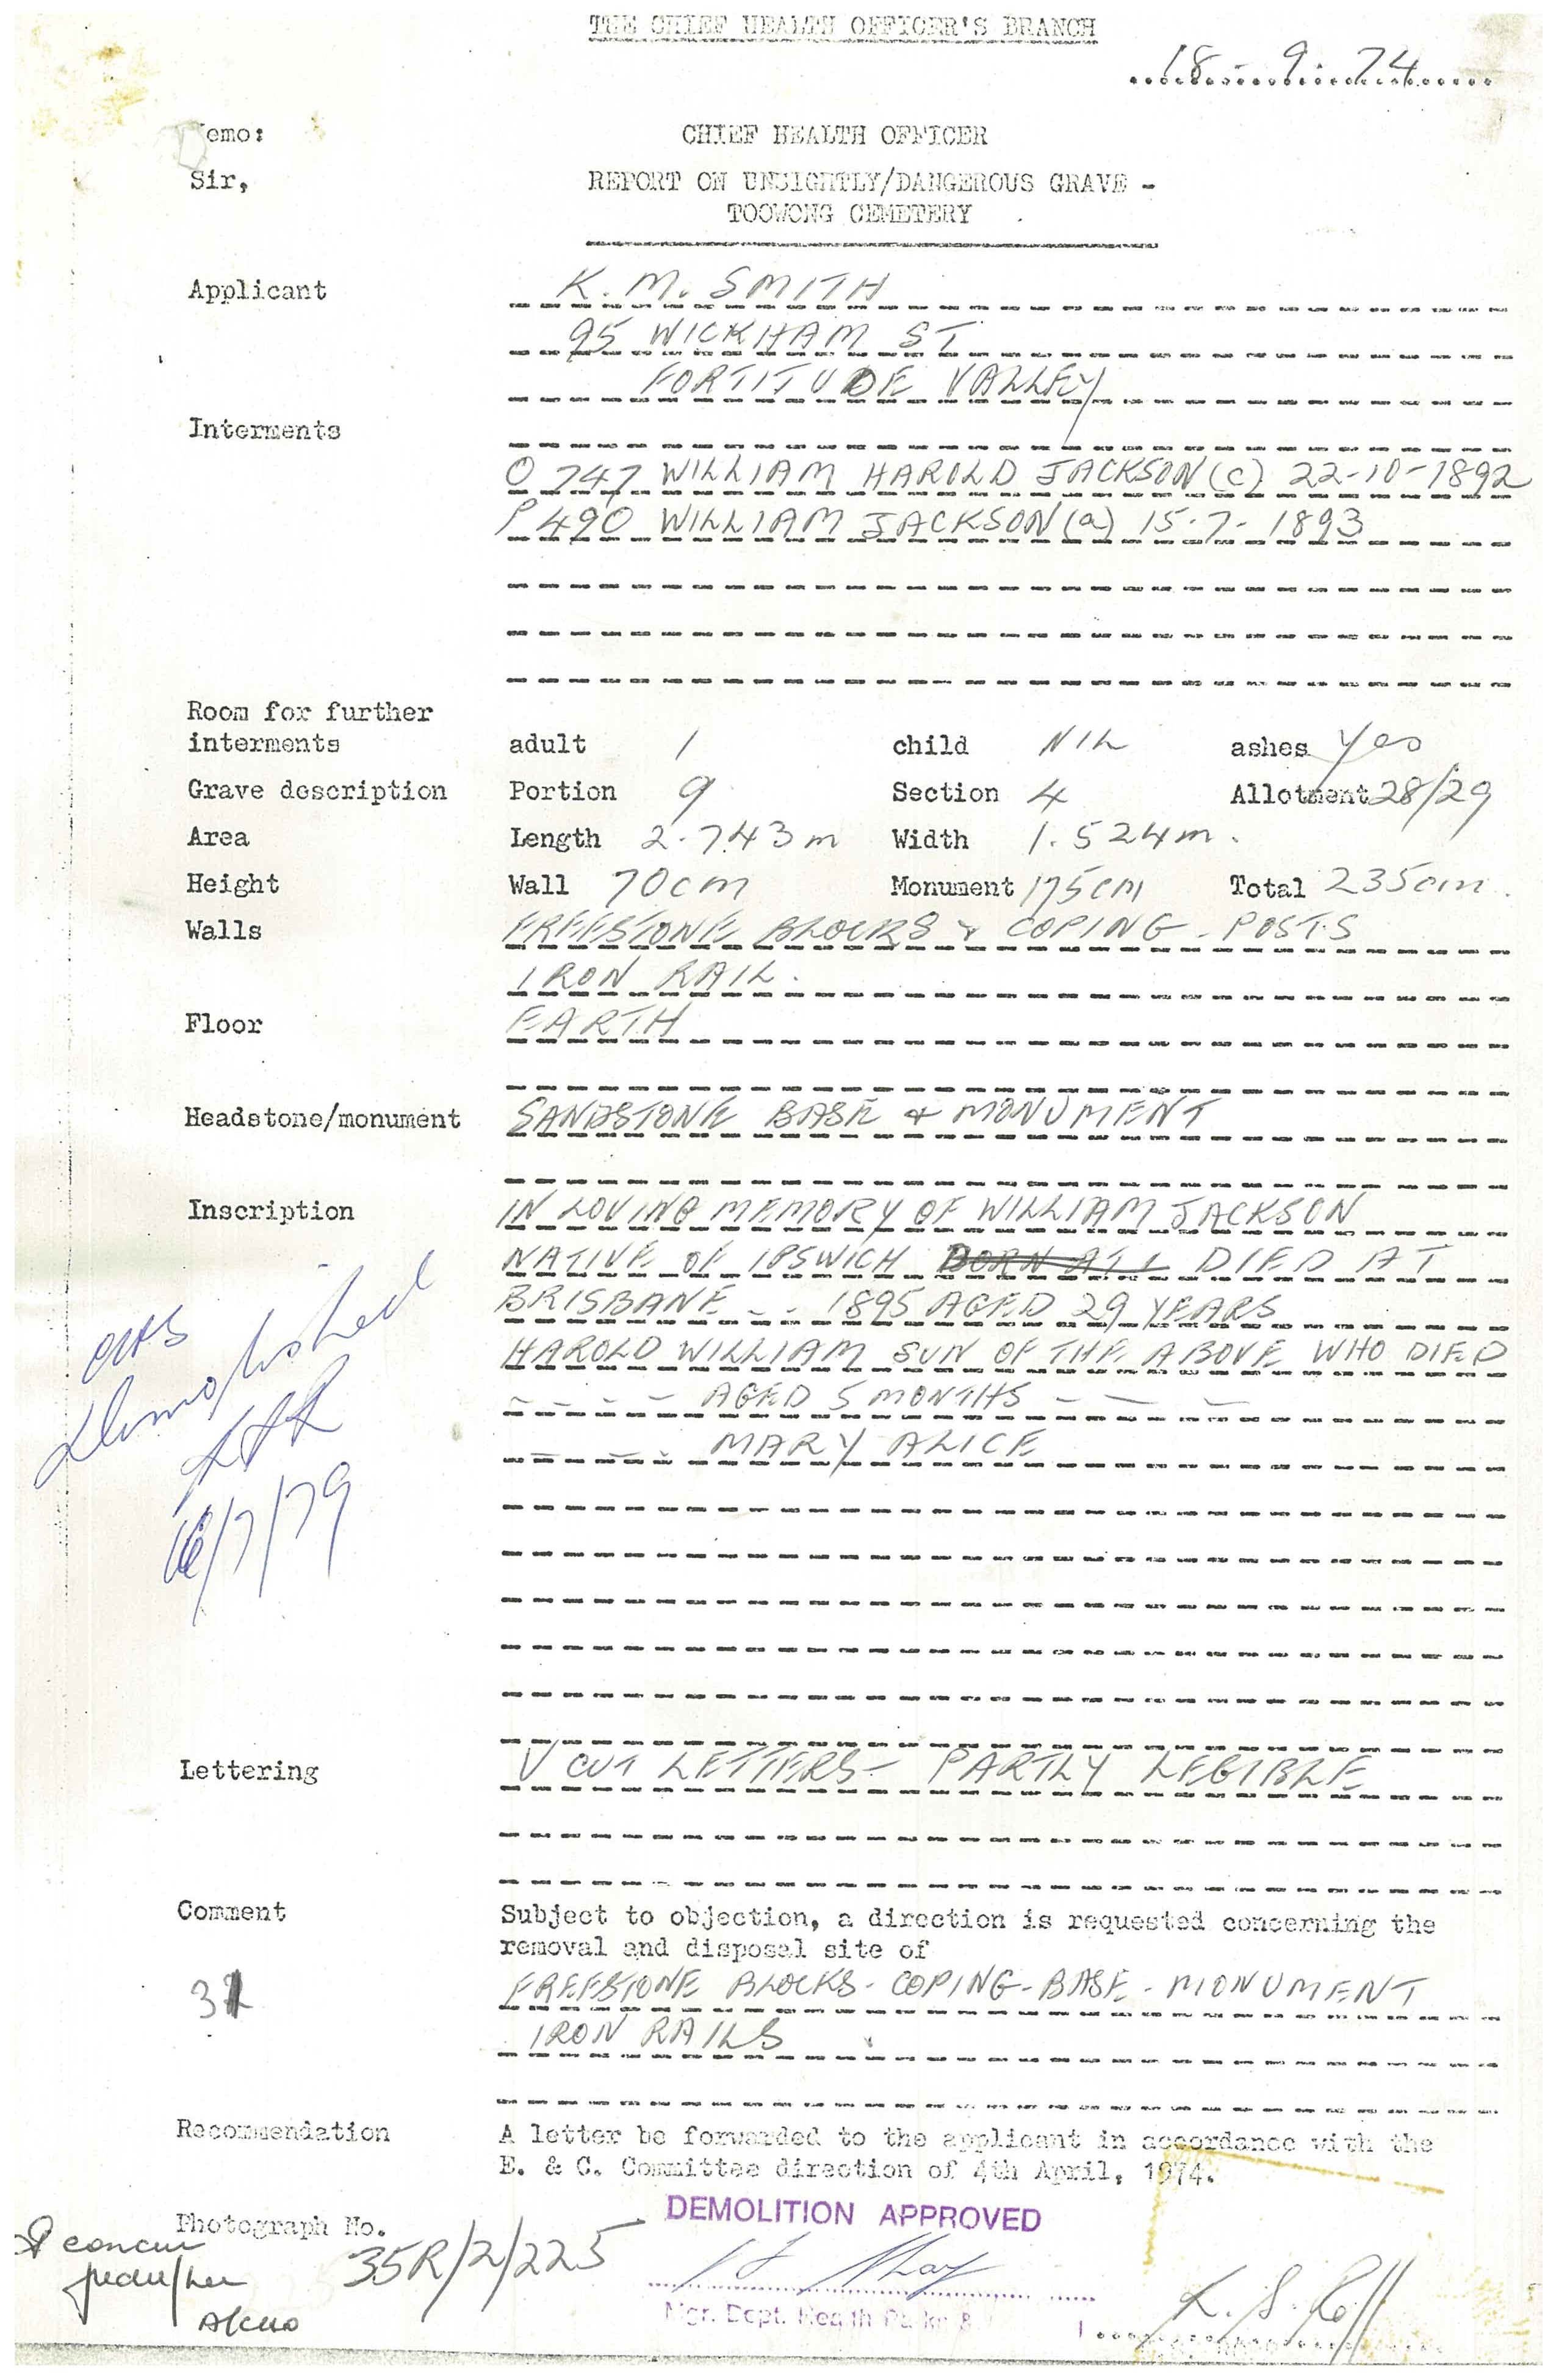 THE CHIEF HEALTH OFFICER'S BRANCH
18 - 9 - 74
emo:
CHIEF HEALTH OFFICER
Sir,
REPORT ON UNSIGHTLY/DANGEROUS GRAVE -
TOOWONG CEMETERY
Applicant K. M. SMITH
95 WICKHAM ST
FORTITUDE VALLEY
Interments
O 747 WILLIAM HAROLD JACKSON (c) 22-10-1892
P 490 WILLIAM JACKSON (a) 15-7-1893
Room for further
interments adult 1 child NIL ashes yes
Grave description Portion 9 Section 4 Allotment 28/29
Area Length 2.743m Width 1.524m.
Height Wall 70cm Monument 175cm Total 235cm
Walls FREESTONE BLOCKS & COPING - POSTS
IRON RAIL.
Floor EARTH
Headstone/monument SANDSTONE BASE & MONUMENT
Inscription IN LOVING MEMORY OF WILLIAM JACKSON
NATIVE OF IPSWICH BORN AT DIED AT
BRISBANE - - 1895 AGED 29 YEARS
HAROLD WILLIAM SUN OF THE ABOVE WHO DIED
- - - - AGED 5 MONTHS - - -
- - - - MARY ALICE
Demolished
16/7/79
Lettering V CUT LETTERS - PARTLY LEGIBLE
Comment Subject to objection, a direction is requested concerning the
removal and disposal site of
FREESTONE BLOCKS - COPING - BASE - MONUMENT
IRON RAILS
Recommendation A letter be forwarded to the applicant in accordance with the
E. & C. Committee direction of 4th April, 1974.
DEMOLITION APPROVED
Photograph No. 35R/2/225
I concur
Mgr. Dept. Health Parks &